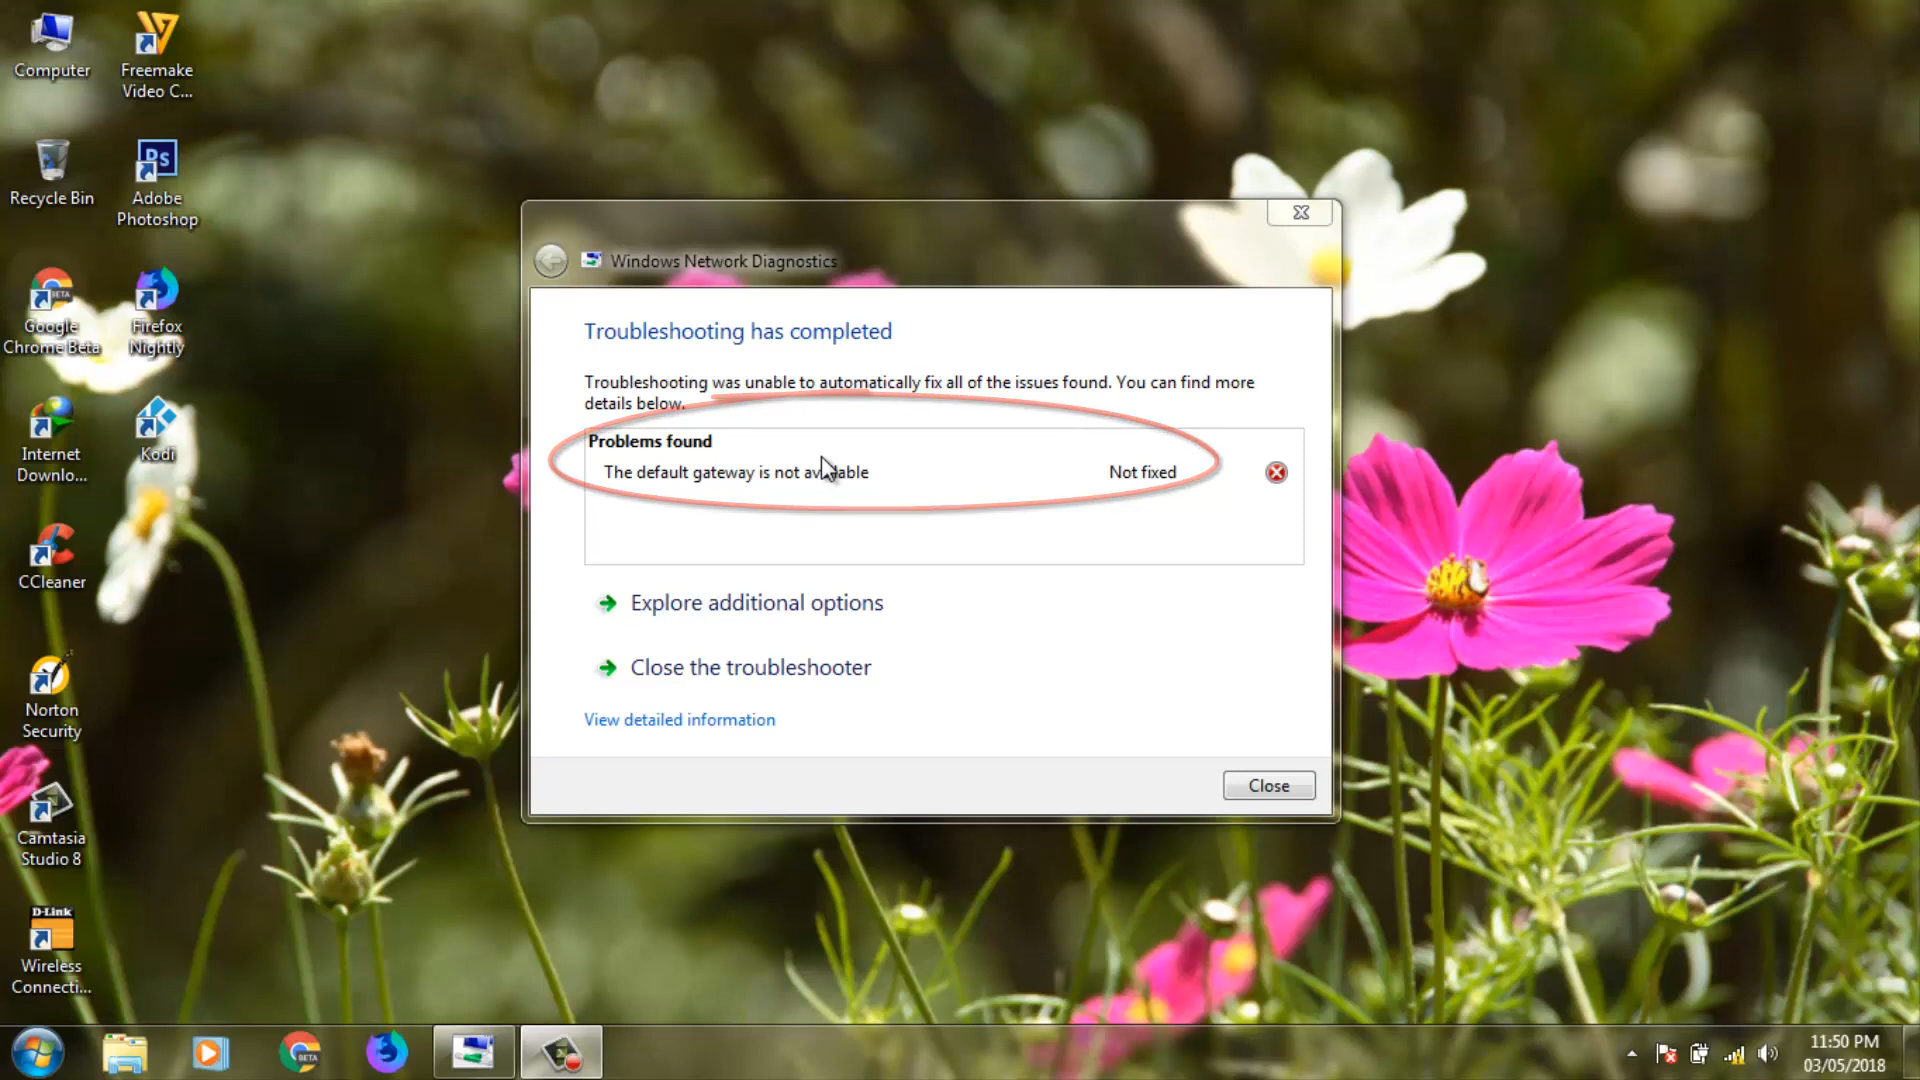 Computer
Freemake
Video C...
Recycle Bin
Ps
Adobe
Photoshop
BETA
Google
Chrome Beta
Firefox
Nightly
Internet
Downlo...
Kodi
CCleaner
Norton
Security
Camtasia
Studio 8
D-Link
Wireless
Connecti...
Windows Network Diagnostics
Troubleshooting has completed
Troubleshooting was unable to automatically fix all of the issues found. You can find more
details below.
Problems found
The default gateway is not available Not fixed
Explore additional options
Close the troubleshooter
View detailed information
Close
BETA
11:50 PM
03/05/2018